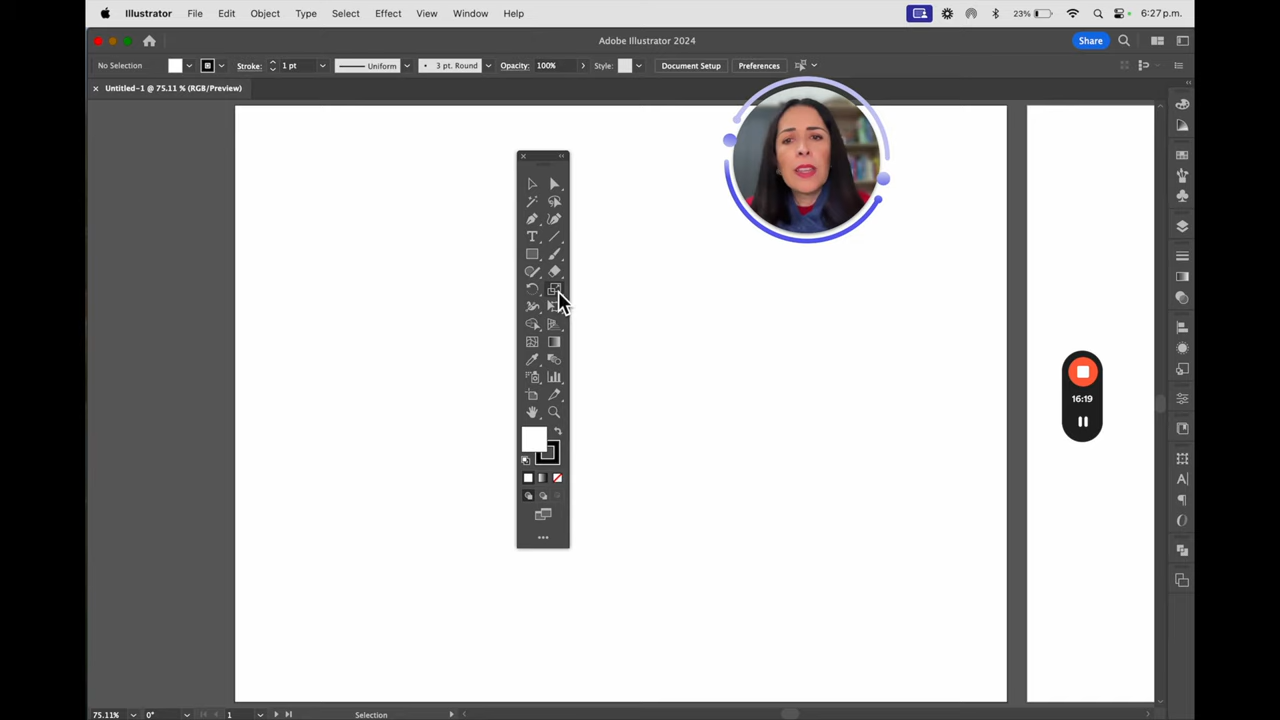 Illustrator File Edit Object Type Select Effect View Window Help 23% 6:27 p.m.
Adobe Illustrator 2024 Share
No Selection Stroke: 1 pt Uniform 3 pt. Round Opacity: 100% Style: Document Setup Preferences
Untitled-1 @ 75.11 % (RGB/Preview)
16:19
75.11% 0° 1 Selection